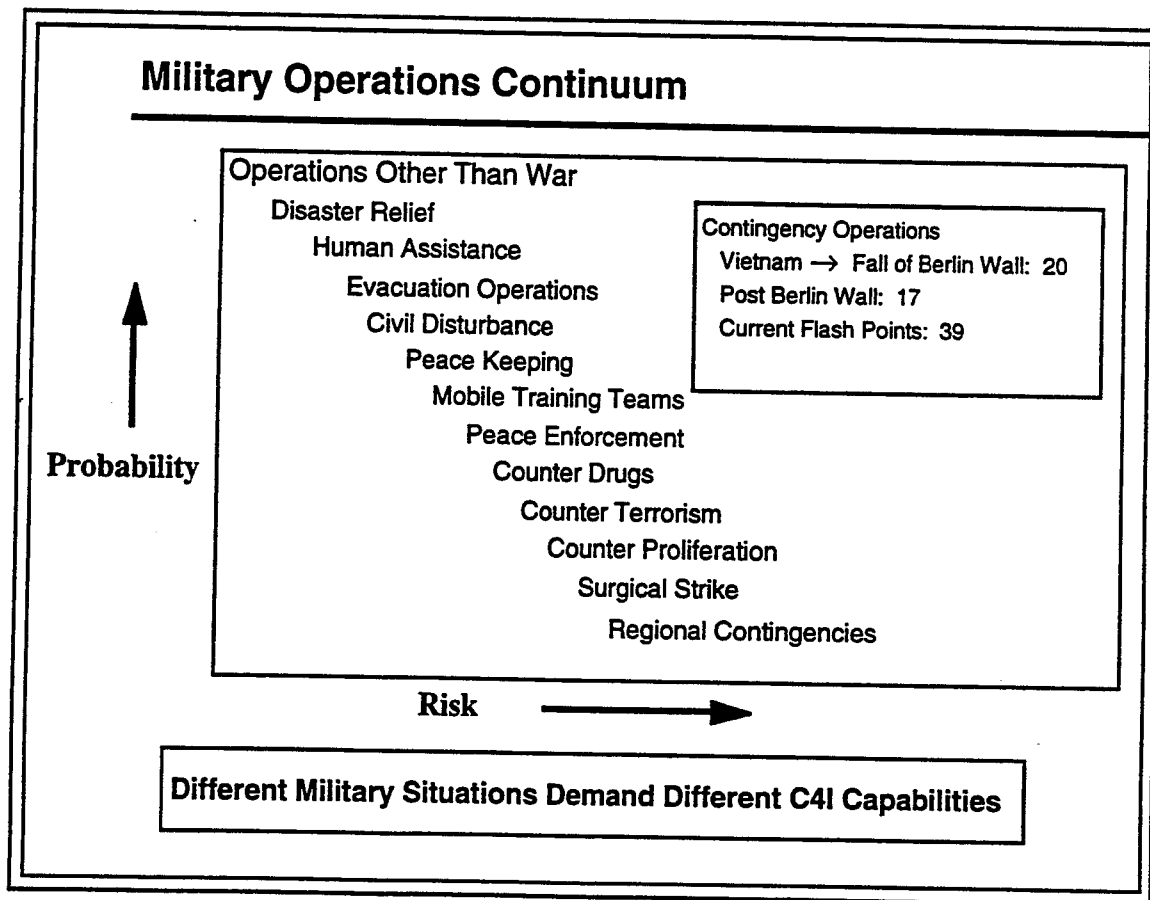 Military Operations Continuum
Operations Other Than War
Disaster Relief
Human Assistance
Evacuation Operations
Civil Disturbance
Peace Keeping
Mobile Training Teams
Peace Enforcement
Counter Drugs
Counter Terrorism
Counter Proliferation
Surgical Strike
Regional Contingencies
Contingency Operations
Vietnam → Fall of Berlin Wall: 20
Post Berlin Wall: 17
Current Flash Points: 39
Probability
Risk
Different Military Situations Demand Different C4I Capabilities